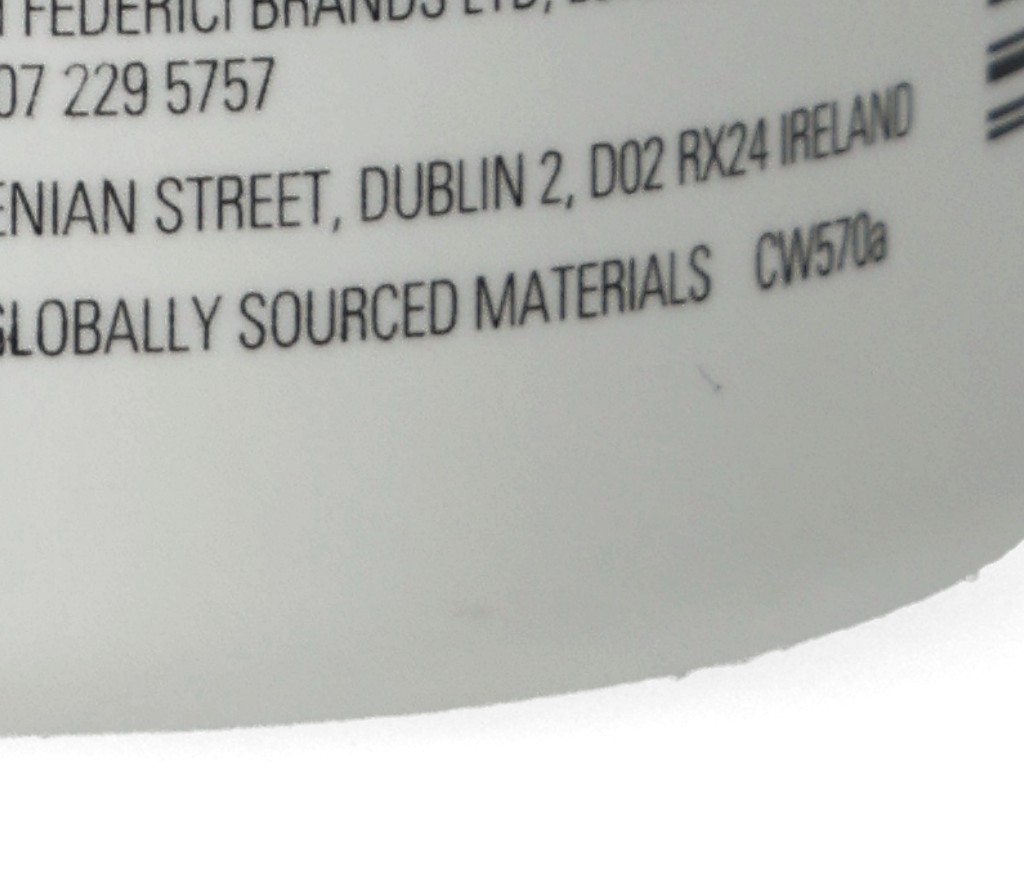 FEDERICI BRANDS LTD,
07 229 5757
ENIAN STREET, DUBLIN 2, D02 RX24 IRELAND
GLOBALLY SOURCED MATERIALS CW570a